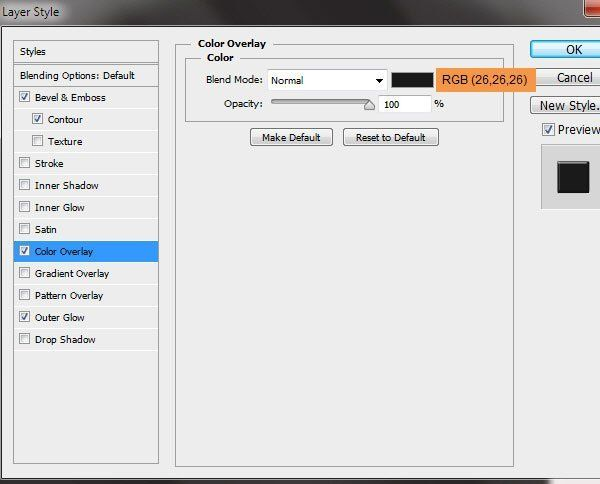 Layer Style
Styles
Blending Options: Default
Bevel & Emboss
Contour
Texture
Stroke
Inner Shadow
Inner Glow
Satin
Color Overlay
Gradient Overlay
Pattern Overlay
Outer Glow
Drop Shadow
Color Overlay
Color
Blend Mode: Normal RGB (26,26,26)
Opacity: 100 %
Make Default Reset to Default
OK
Cancel
New Style.
Preview